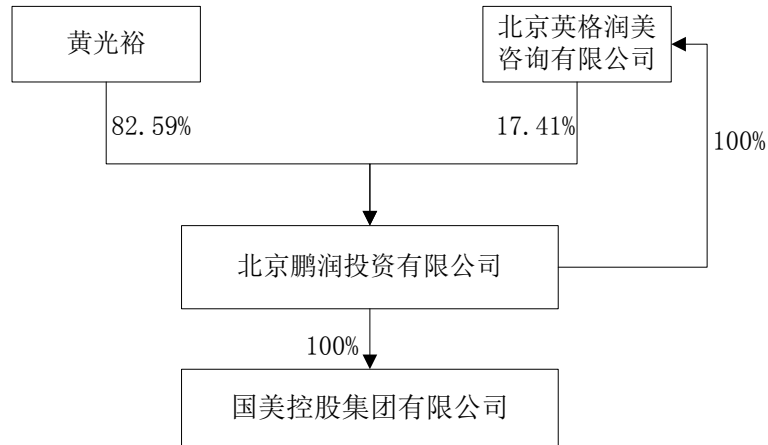 黄光裕
北京英格润美
咨询有限公司
82.59%
17.41%
100%
北京鹏润投资有限公司
100%
国美控股集团有限公司